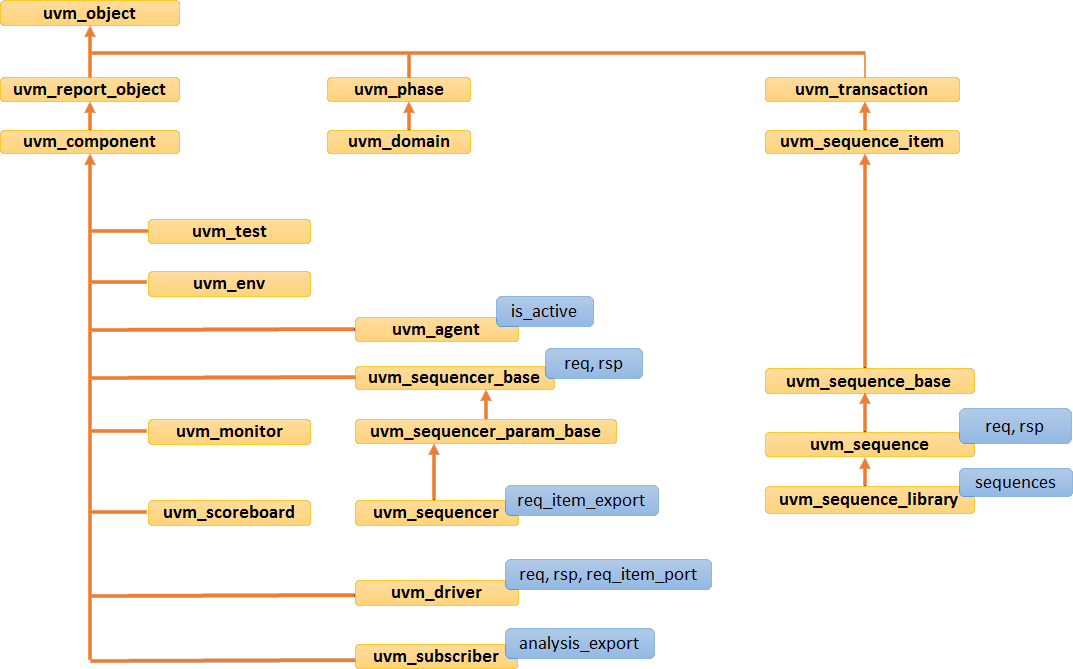 uvm_object
uvm_report_object
uvm_phase
uvm_transaction
uvm_component
uvm_domain
uvm_sequence_item
uvm_test
uvm_env
is_active
uvm_agent
req, rsp
uvm_sequencer_base
uvm_sequence_base
uvm_monitor
uvm_sequencer_param_base
req, rsp
uvm_sequence
sequences
uvm_sequence_library
req_item_export
uvm_scoreboard
uvm_sequencer
req, rsp, req_item_port
uvm_driver
analysis_export
uvm_subscriber